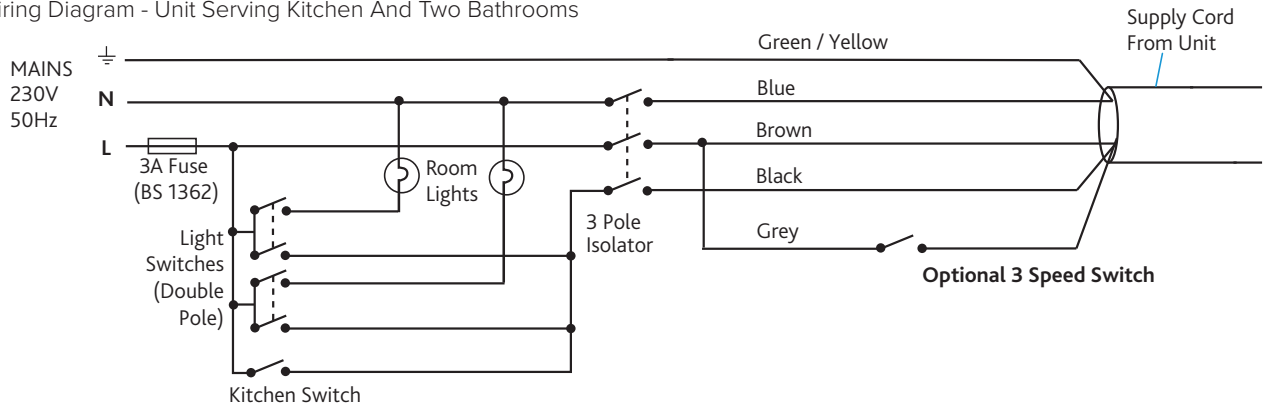 iring Diagram - Unit Serving Kitchen And Two Bathrooms
Supply Cord
From Unit
Green / Yellow
MAINS
230V
50Hz
N
Blue
L
Brown
3A Fuse
(BS 1362)
Room
Lights
Black
3 Pole
Isolator
Grey
Light
Switches
(Double
Pole)
Optional 3 Speed Switch
Kitchen Switch